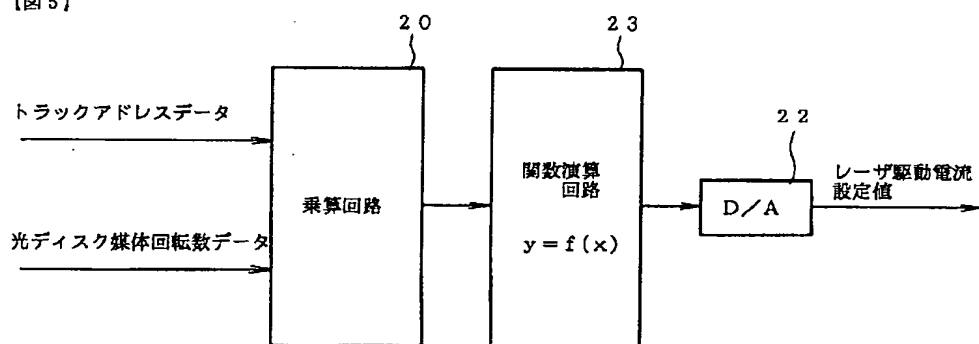 【図5】
20
23
トラックアドレスデータ
22
関数演算
回路
レーザ駆動電流
設定値
乗算回路
D/A
光ディスク媒体回転数データ
y=f(x)